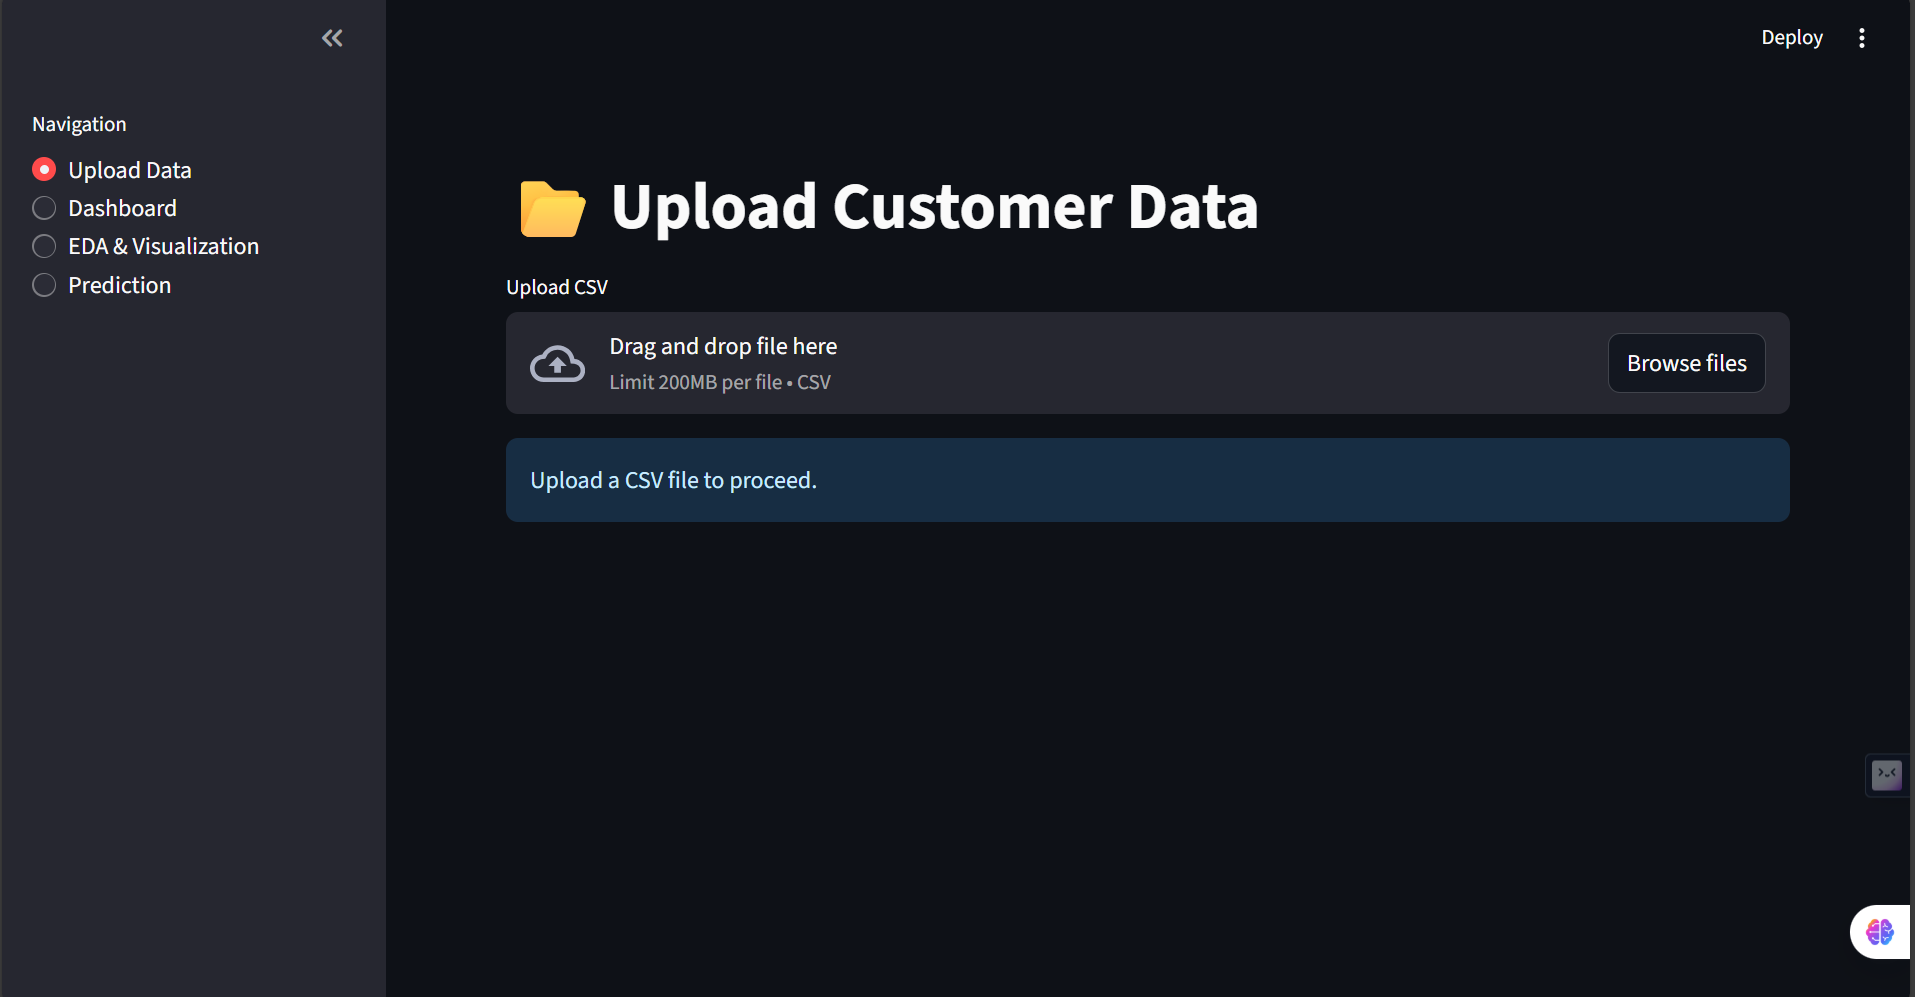 Deploy
Navigation
Upload Data
Dashboard
EDA & Visualization
Prediction
Upload Customer Data
Upload CSV
Drag and drop file here
Limit 200MB per file • CSV
Browse files
Upload a CSV file to proceed.